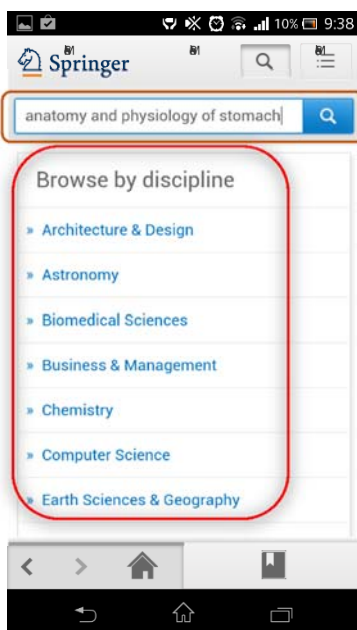 10% 9:38
Springer
anatomy and physiology of stomach
Browse by discipline
» Architecture & Design
» Astronomy
» Biomedical Sciences
» Business & Management
» Chemistry
» Computer Science
» Earth Sciences & Geography